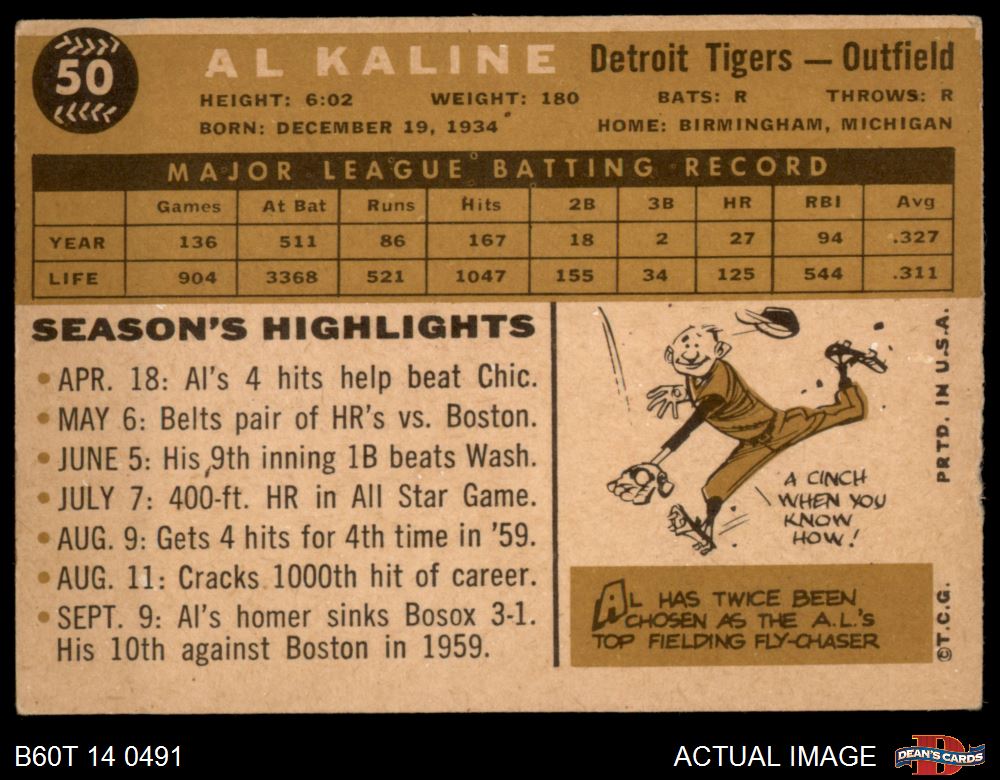 50
AL KALINE Detroit Tigers — Outfield
HEIGHT: 6:02 WEIGHT: 180 BATS: R THROWS: R
BORN: DECEMBER 19, 1934 HOME: BIRMINGHAM, MICHIGAN
MAJOR LEAGUE BATTING RECORD
Games At Bat Runs Hits 2B 3B HR RBI Avg
YEAR 136 511 86 167 18 2 27 94 .327
LIFE 904 3368 521 1047 155 34 125 544 .311
SEASON'S HIGHLIGHTS
• APR. 18: Al's 4 hits help beat Chic.
• MAY 6: Belts pair of HR's vs. Boston.
• JUNE 5: His 9th inning 1B beats Wash.
• JULY 7: 400-ft. HR in All Star Game.
• AUG. 9: Gets 4 hits for 4th time in '59.
• AUG. 11: Cracks 1000th hit of career.
• SEPT. 9: Al's homer sinks Bosox 3-1.
His 10th against Boston in 1959.
A CINCH
WHEN YOU
KNOW
HOW!
AL HAS TWICE BEEN
CHOSEN AS THE A.L.'s
TOP FIELDING FLY-CHASER
©T.C.G. PRTD. IN U.S.A.
B60T 14 0491 ACTUAL IMAGE
DEAN'S CARDS